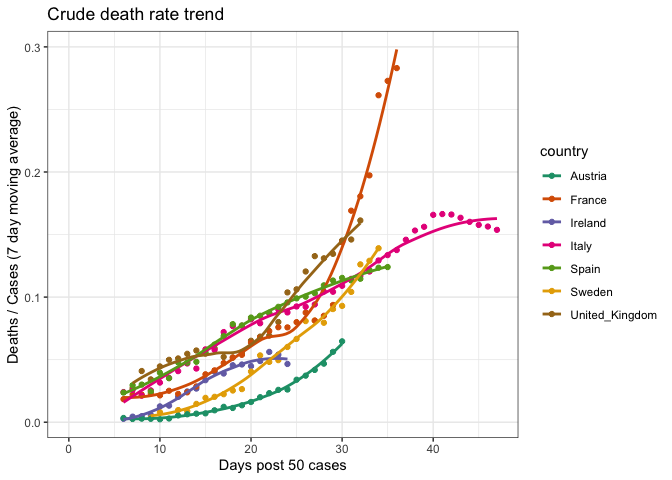 Crude death rate trend
Deaths / Cases (7 day moving average)
0.3
0.2
0.1
0.0
0
10
20
30
40
Days post 50 cases
country
Austria
France
Ireland
Italy
Spain
Sweden
United_Kingdom